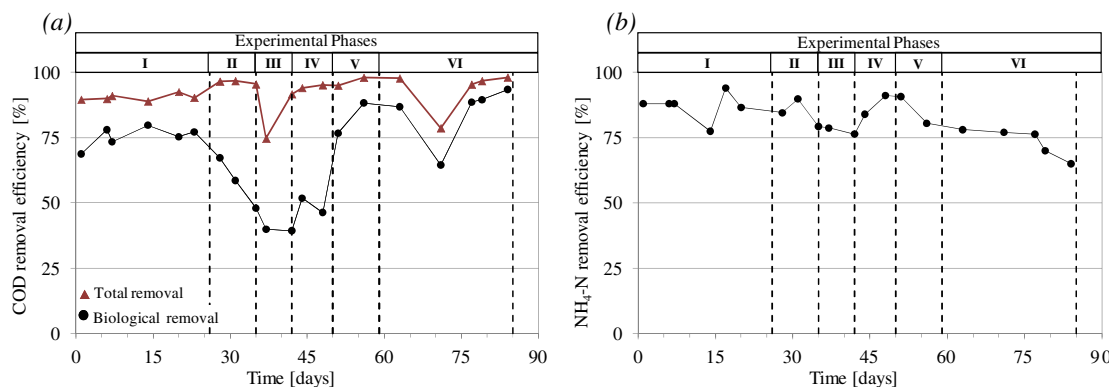 (a)
Experimental Phases
I II III IV V VI
100
75
50
25
0
COD removal efficiency [%]
Total removal
Biological removal
0 15 30 45 60 75 90
Time [days]
(b)
Experimental Phases
I II III IV V VI
100
75
50
25
0
NH4-N removal efficiency [%]
0 15 30 45 60 75 90
Time [days]